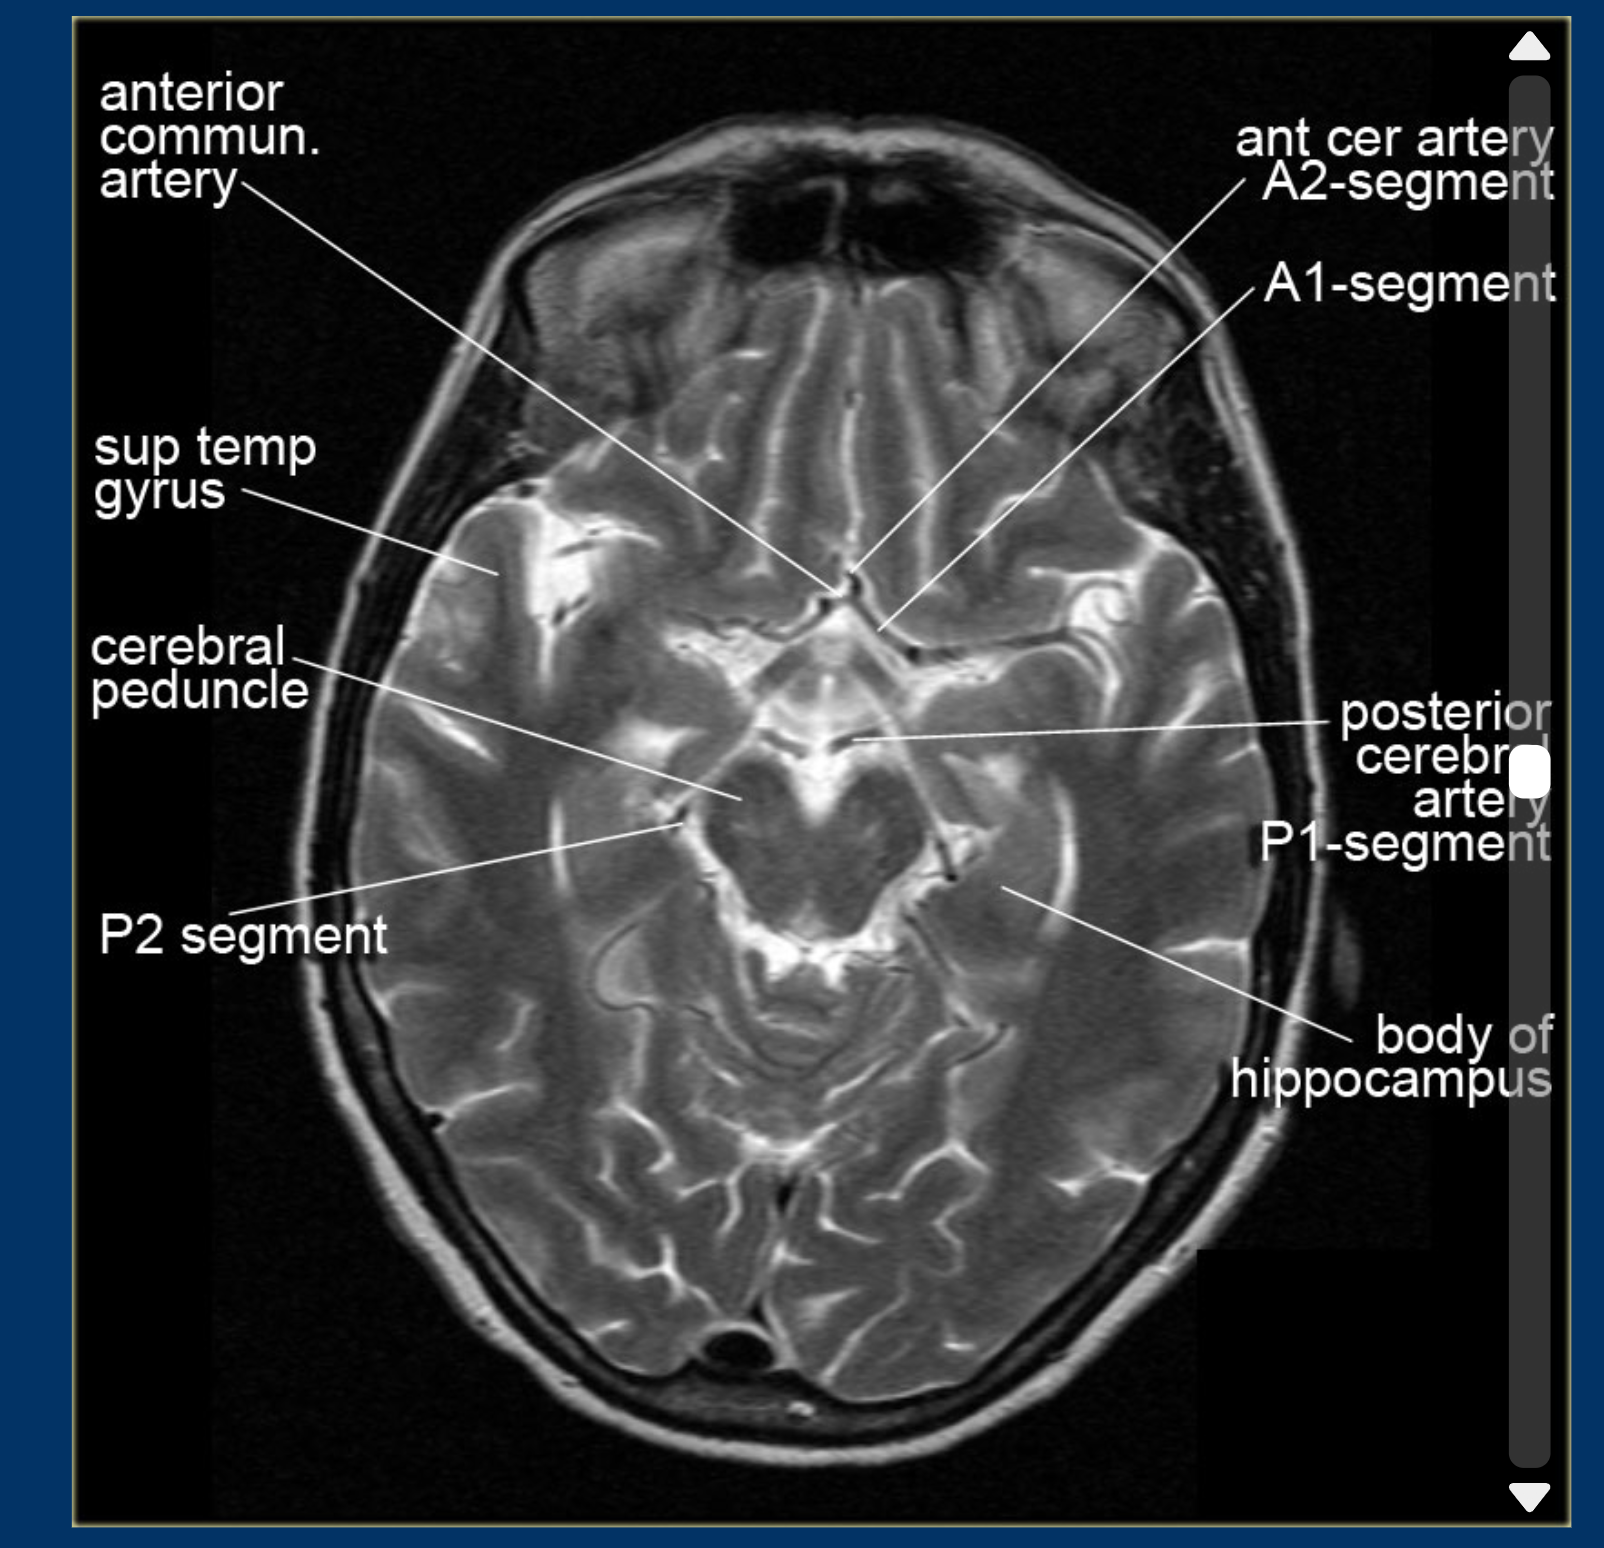 anterior
commun.
artery
ant cer artery
A2-segment
A1-segment
sup temp
gyrus
cerebral
peduncle
posterior
cerebral
artery
P1-segment
P2 segment
body of
hippocampus